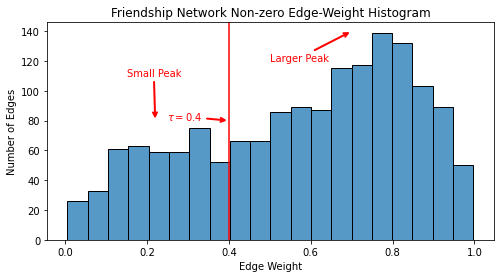 Friendship Network Non-zero Edge-Weight Histogram
140
120
100
80
60
40
20
0
Number of Edges
Small Peak
Larger Peak
τ = 0.4
0.0
0.2
0.4
0.6
0.8
1.0
Edge Weight